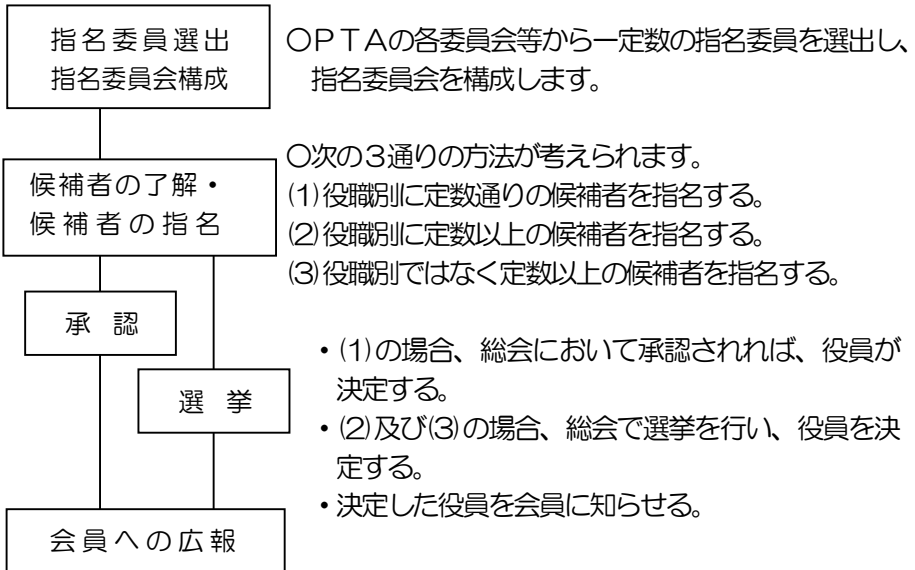 指名委員選出
指名委員会構成
〇ＰＴＡの各委員会等から一定数の指名委員を選出し、
指名委員会を構成します。
候補者の了解・
候補者の指名
〇次の３通りの方法が考えられます。
(1)役職別に定数通りの候補者を指名する。
(2)役職別に定数以上の候補者を指名する。
(3)役職別ではなく定数以上の候補者を指名する。
承 認
選 挙
・(1)の場合、総会において承認されれば、役員が
決定する。
・(2)及び(3)の場合、総会で選挙を行い、役員を決
定する。
・決定した役員を会員に知らせる。
会員への広報